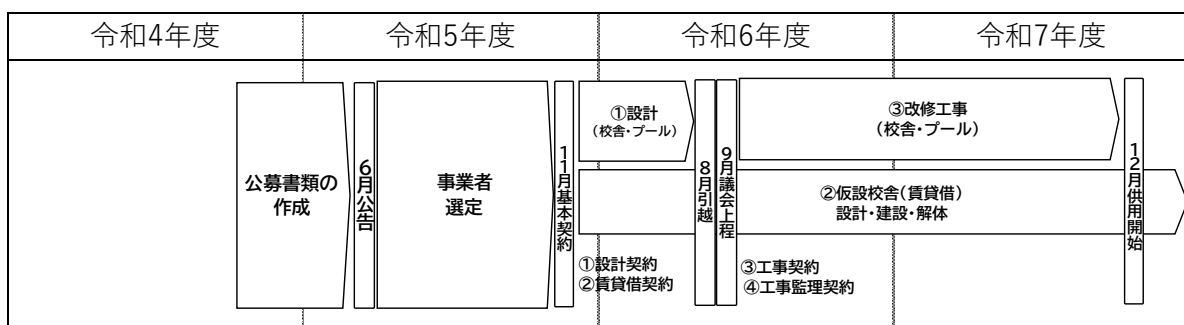 令和4年度
令和5年度
令和6年度
令和7年度
公募書類の
作成
6月公告
事業者
選定
11月基本契約
①設計
(校舎・プール)
8月引越
9月議会上程
③改修工事
(校舎・プール)
②仮設校舎(賃貸借)
設計・建設・解体
12月供用開始
①設計契約
②賃貸借契約
③工事契約
④工事監理契約